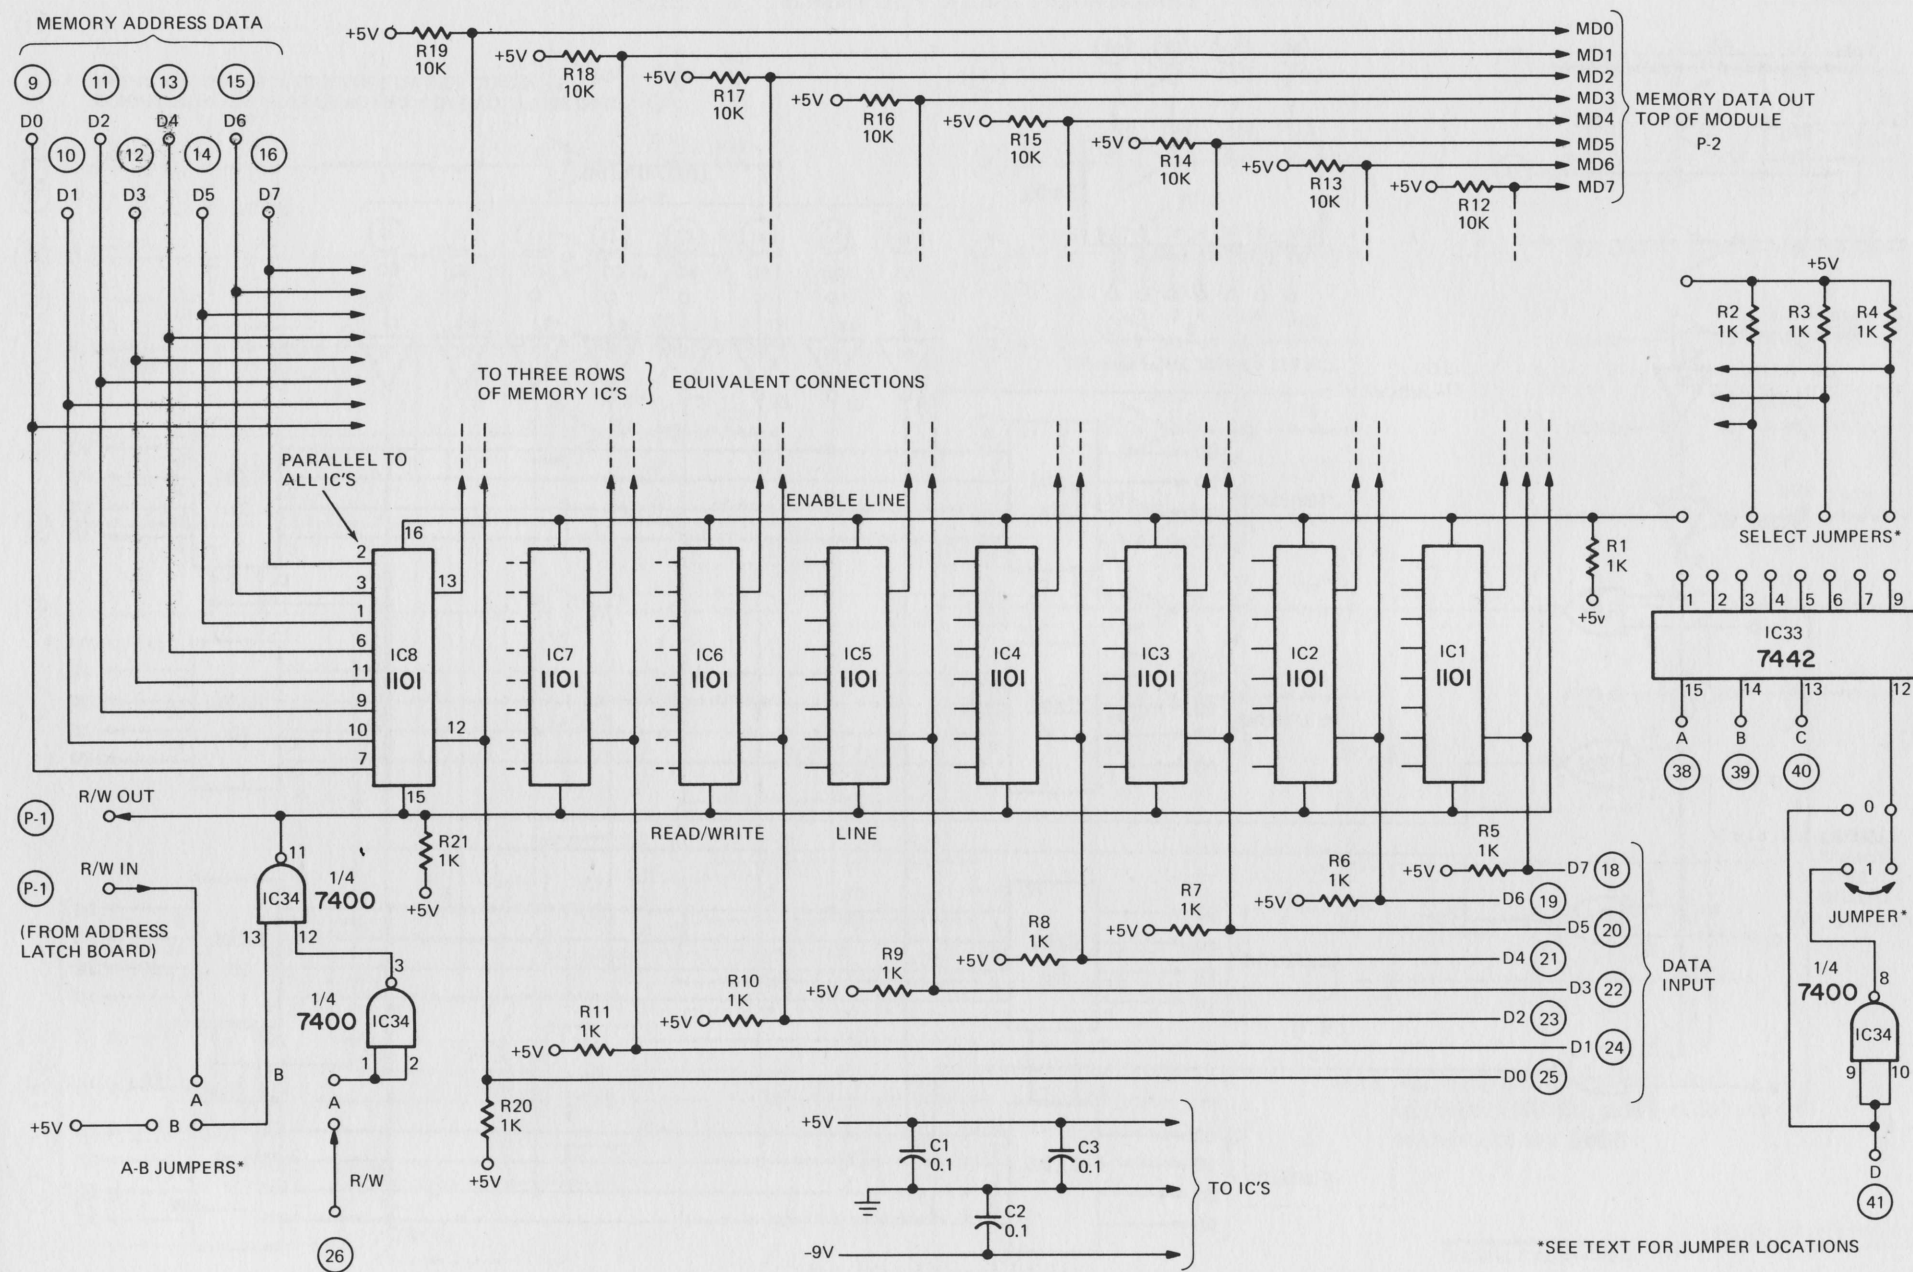 MEMORY ADDRESS DATA
9 11 13 15
D0 D2 D4 D6
10 12 14 16
D1 D3 D5 D7
+5V R19 10K MD0
+5V R18 10K MD1
+5V R17 10K MD2
+5V R16 10K MD3
+5V R15 10K MD4
+5V R14 10K MD5
+5V R13 10K MD6
+5V R12 10K MD7
MEMORY DATA OUT
TOP OF MODULE
P-2
+5V
R2 1K
R3 1K
R4 1K
TO THREE ROWS
OF MEMORY IC'S
EQUIVALENT CONNECTIONS
PARALLEL TO
ALL IC'S
ENABLE LINE
SELECT JUMPERS*
R1
1K
+5v
16
2
3
1
6
11
9
10
7
13
12
15
IC8
1101
IC7
1101
IC6
1101
IC5
1101
IC4
1101
IC3
1101
IC2
1101
IC1
1101
1 2 3 4 5 6 7 9
IC33
7442
15 14 13 12
A B C
38 39 40
P-1
R/W OUT
READ/WRITE LINE
R21
1K
+5V
P-1
R/W IN
(FROM ADDRESS
LATCH BOARD)
11
IC34
1/4
7400
13 12
3
1/4
7400
IC34
1 2
B
A
A
+5V B
A-B JUMPERS*
R/W
26
R5
1K
+5V D7 18
R6
1K
+5V D6 19
R7
1K
+5V D5 20
R8
1K
+5V D4 21
R9
1K
+5V D3 22
R10
1K
+5V D2 23
R11
1K
+5V D1 24
D0 25
R20
1K
+5V
DATA
INPUT
0
1
JUMPER*
1/4
7400
8
IC34
9 10
D
41
+5V
C1
0.1
C3
0.1
C2
0.1
-9V
TO IC'S
*SEE TEXT FOR JUMPER LOCATIONS